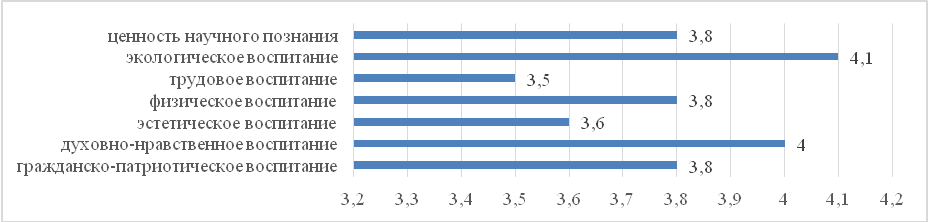 ценность научного познания 3,8
экологическое воспитание 4,1
трудовое воспитание 3,5
физическое воспитание 3,8
эстетическое воспитание 3,6
духовно-нравственное воспитание 4
гражданско-патриотическое воспитание 3,8
3,2 3,3 3,4 3,5 3,6 3,7 3,8 3,9 4 4,1 4,2